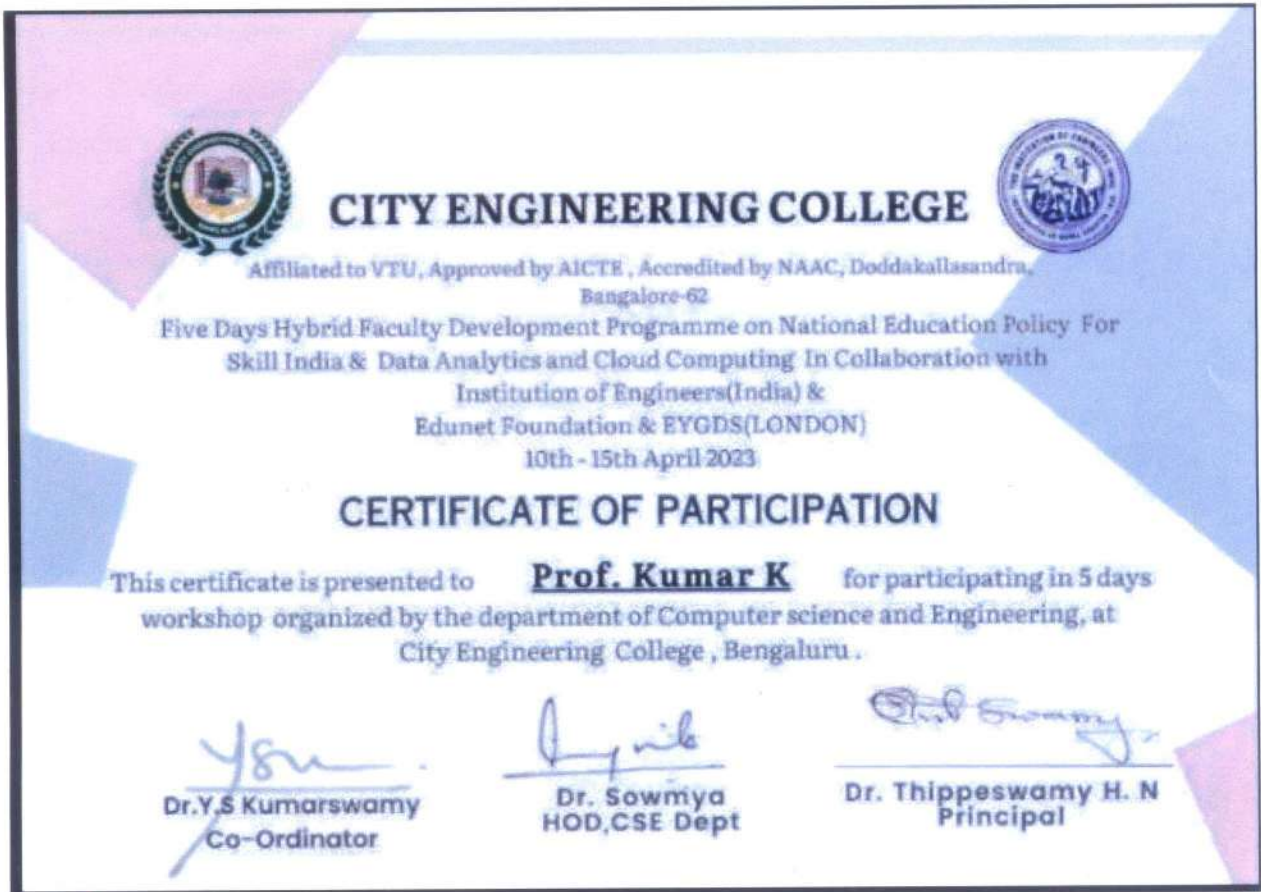 CITY ENGINEERING COLLEGE
Affiliated to VTU, Approved by AICTE , Accredited by NAAC, Doddakallasandra,
Bangalore-62
Five Days Hybrid Faculty Development Programme on National Education Policy For
Skill India & Data Analytics and Cloud Computing In Collaboration with
Institution of Engineers(India) &
Edunet Foundation & EYGDS(LONDON)
10th - 15th April 2023
CERTIFICATE OF PARTICIPATION
This certificate is presented to Prof. Kumar K for participating in 5 days
workshop organized by the department of Computer science and Engineering, at
City Engineering College , Bengaluru .
Dr.Y.S Kumarswamy
Co-Ordinator
Dr. Sowmya
HOD,CSE Dept
Dr. Thippeswamy H. N
Principal